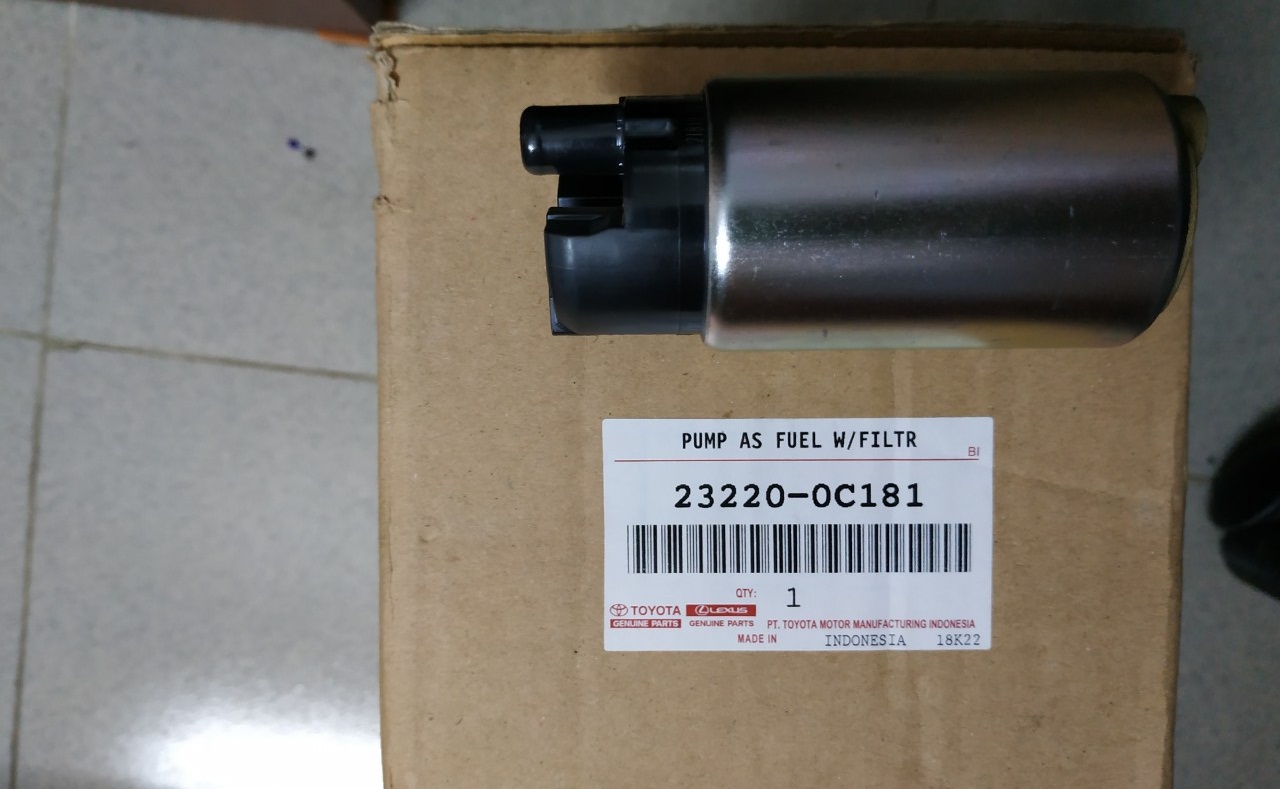 PUMP AS FUEL W/FILTR
BI
23220-0C181
QTY: 1
TOYOTA LEXUS
GENUINE PARTS GENUINE PARTS PT. TOYOTA MOTOR MANUFACTURING INDONESIA
MADE IN INDONESIA 18K22